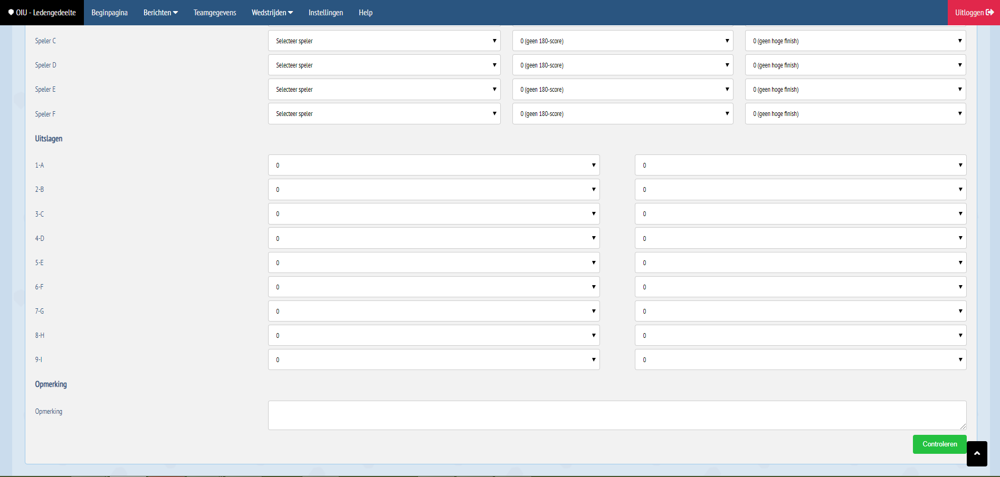 OIU - Ledengedeelte Beginpagina Berichten Teamgegevens Wedstrijden Instellingen Help Uitloggen
Speler C Selecteer speler 0 (geen 180-score) 0 (geen hoge finish)
Speler D Selecteer speler 0 (geen 180-score) 0 (geen hoge finish)
Speler E Selecteer speler 0 (geen 180-score) 0 (geen hoge finish)
Speler F Selecteer speler 0 (geen 180-score) 0 (geen hoge finish)
Uitslagen
1-A 0 0
2-B 0 0
3-C 0 0
4-D 0 0
5-E 0 0
6-F 0 0
7-G 0 0
8-H 0 0
9-I 0 0
Opmerking
Opmerking
Controleren